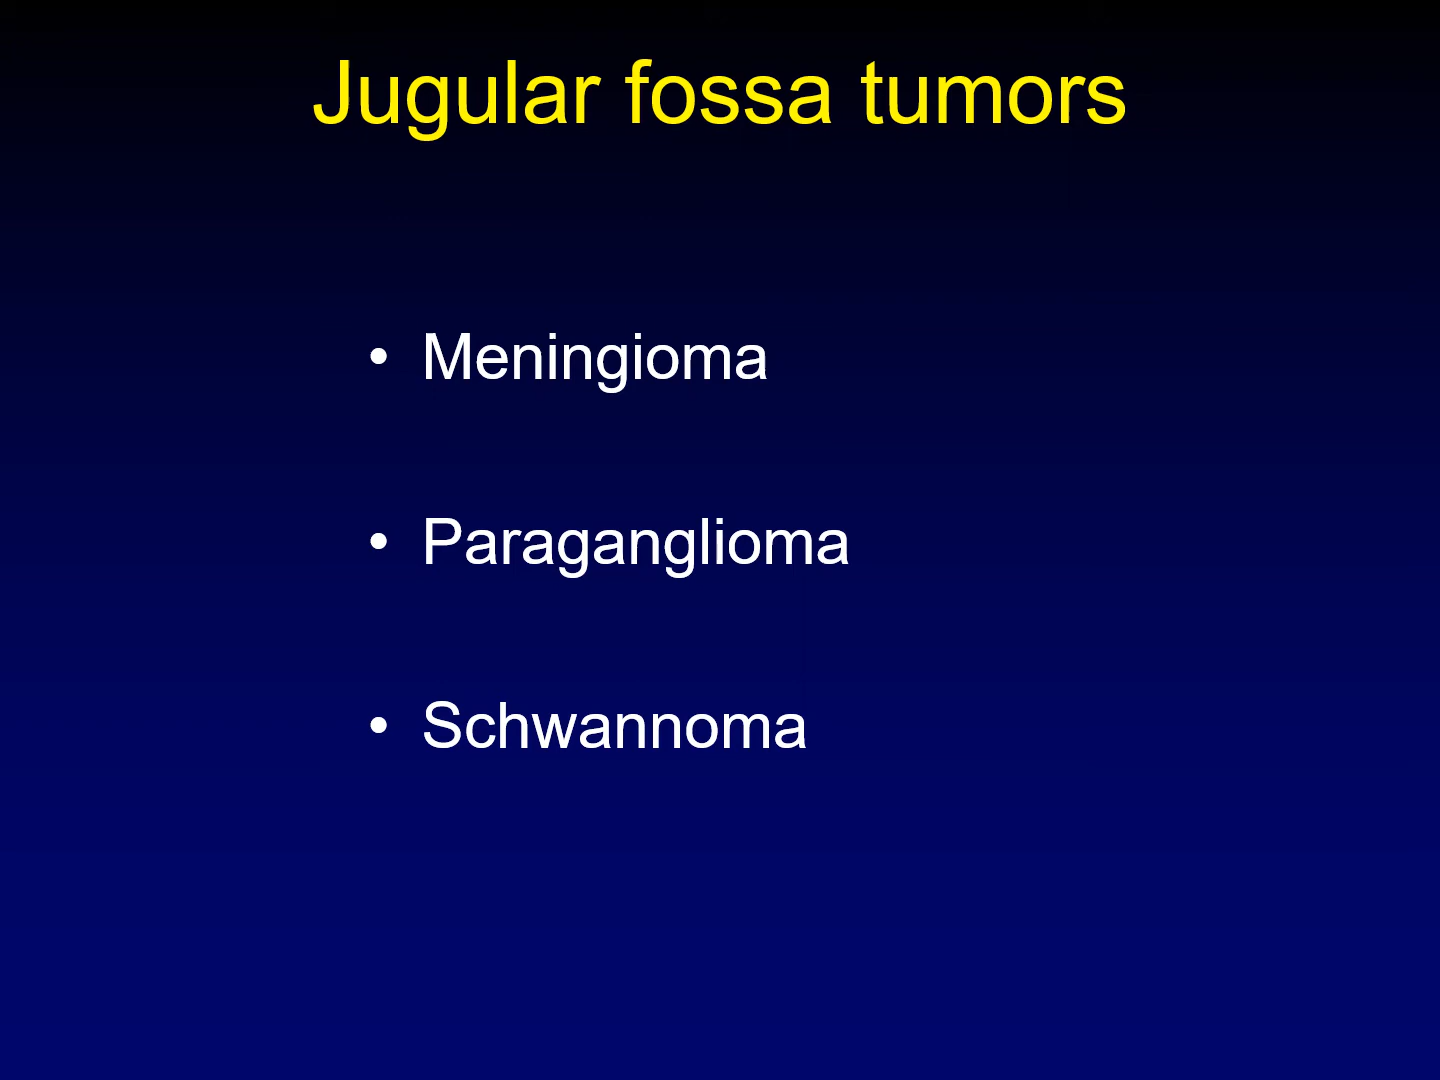 Jugular fossa tumors
• Meningioma
• Paraganglioma
• Schwannoma